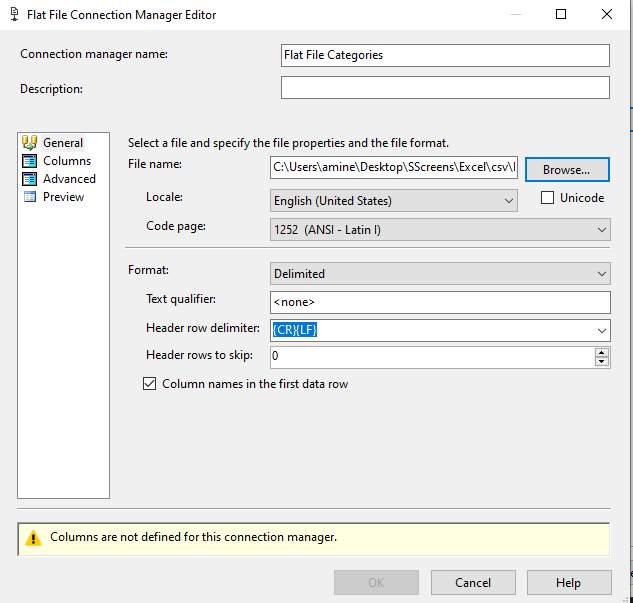 Flat File Connection Manager Editor
Connection manager name: Flat File Categories
Description:
General
Columns
Advanced
Preview
Select a file and specify the file properties and the file format.
File name: C:\Users\amine\Desktop\SScreens\Excel\csv\ Browse...
Locale: English (United States) Unicode
Code page: 1252 (ANSI - Latin I)
Format: Delimited
Text qualifier: <none>
Header row delimiter: {CR}{LF}
Header rows to skip: 0
Column names in the first data row
Columns are not defined for this connection manager.
OK Cancel Help